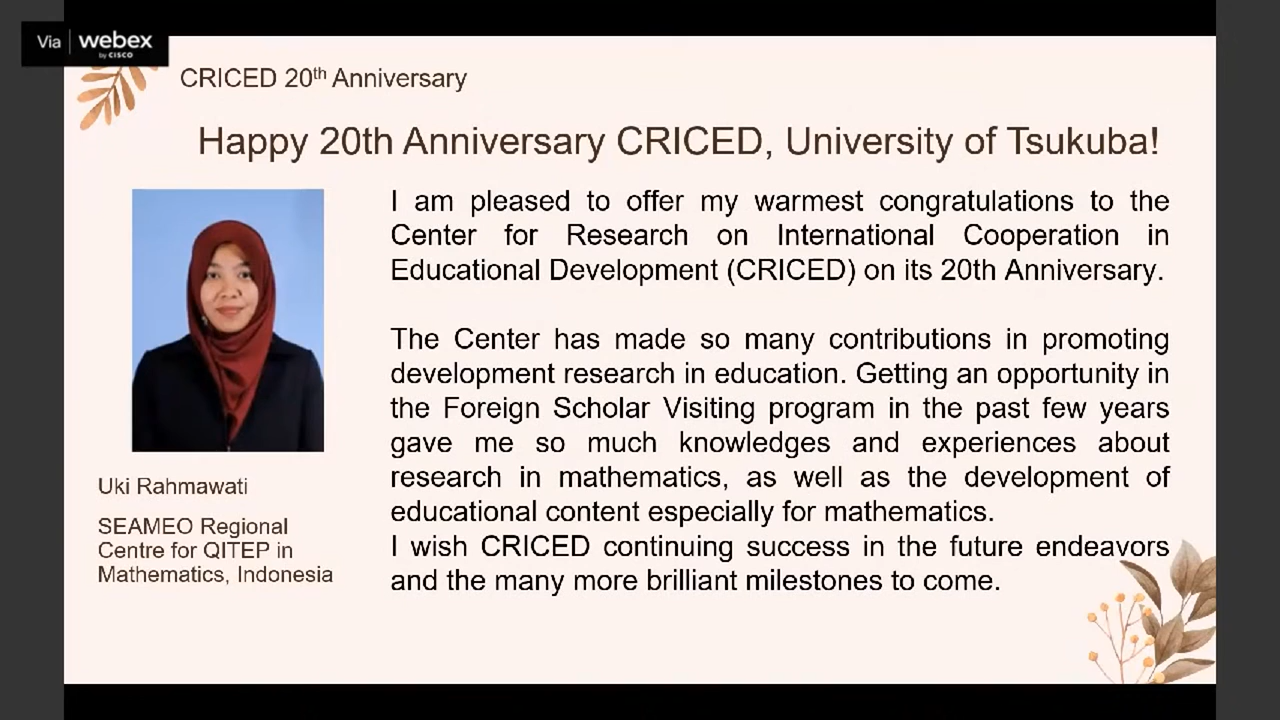 Via webex
by CISCO
CRICED 20th Anniversary
Happy 20th Anniversary CRICED, University of Tsukuba!
I am pleased to offer my warmest congratulations to the
Center for Research on International Cooperation in
Educational Development (CRICED) on its 20th Anniversary.
The Center has made so many contributions in promoting
development research in education. Getting an opportunity in
the Foreign Scholar Visiting program in the past few years
gave me so much knowledges and experiences about
research in mathematics, as well as the development of
educational content especially for mathematics.
I wish CRICED continuing success in the future endeavors
and the many more brilliant milestones to come.
Uki Rahmawati
SEAMEO Regional
Centre for QITEP in
Mathematics, Indonesia